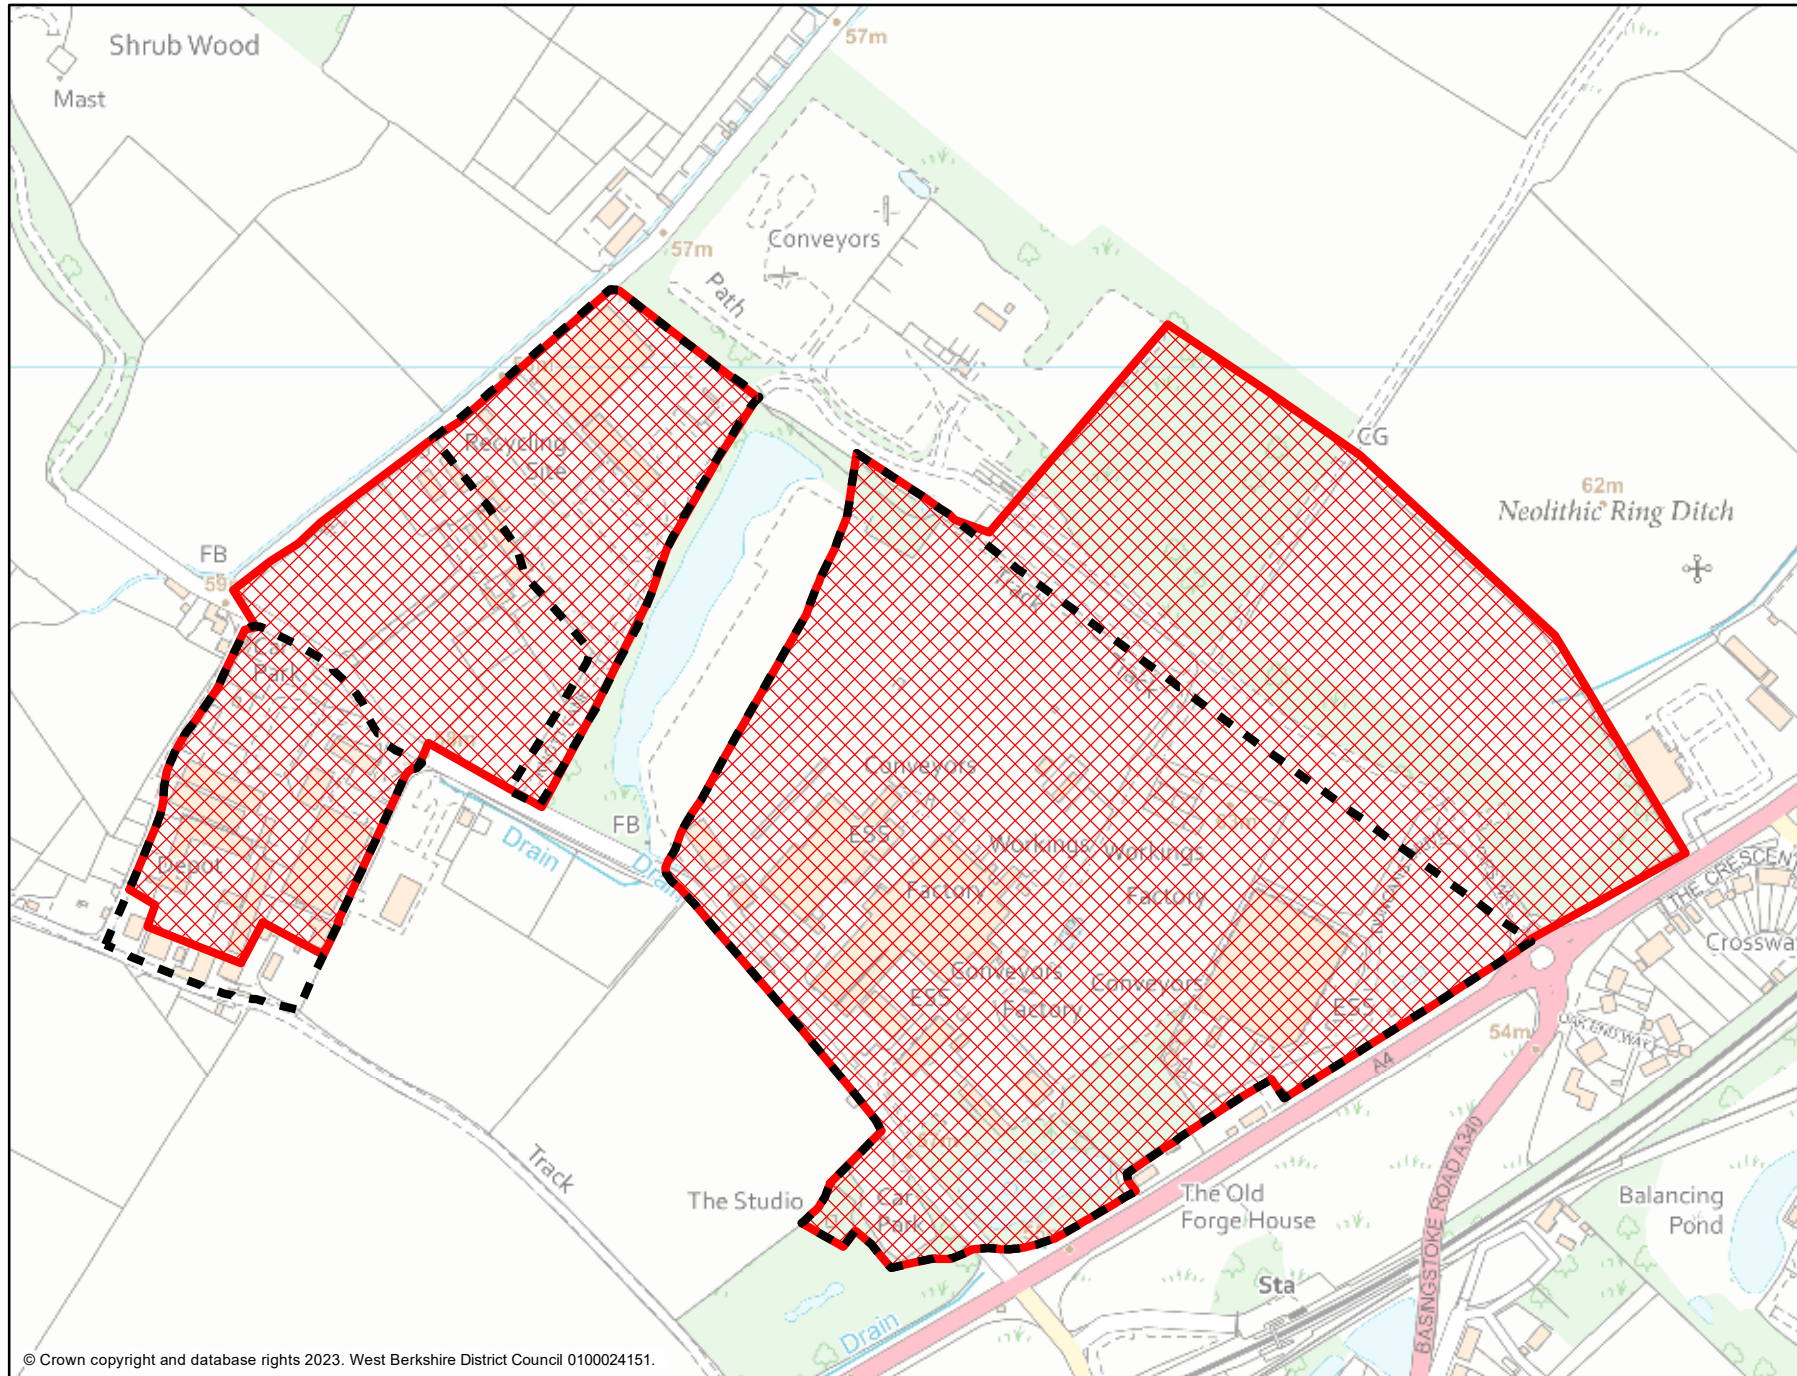 Shrub Wood
57m
Mast
Conveyors
57m
Path
Recycling
Site
CG
62m
Neolithic Ring Ditch
FB
Track
Car
Park
Track
Conveyors
FB
ESS
Workings
Workings
Drain
Drain
Depot
Factory
Factory
THE CRESCENT
Conveyors
Conveyors
ESS
Factory
ESS
54m
OAK END WAY
A4
Track
The Studio
Car
Park
The Old
Forge House
Balancing
Pond
BASINGSTOKE ROAD A340
Sta
Drain
© Crown copyright and database rights 2023. West Berkshire District Council 0100024151.